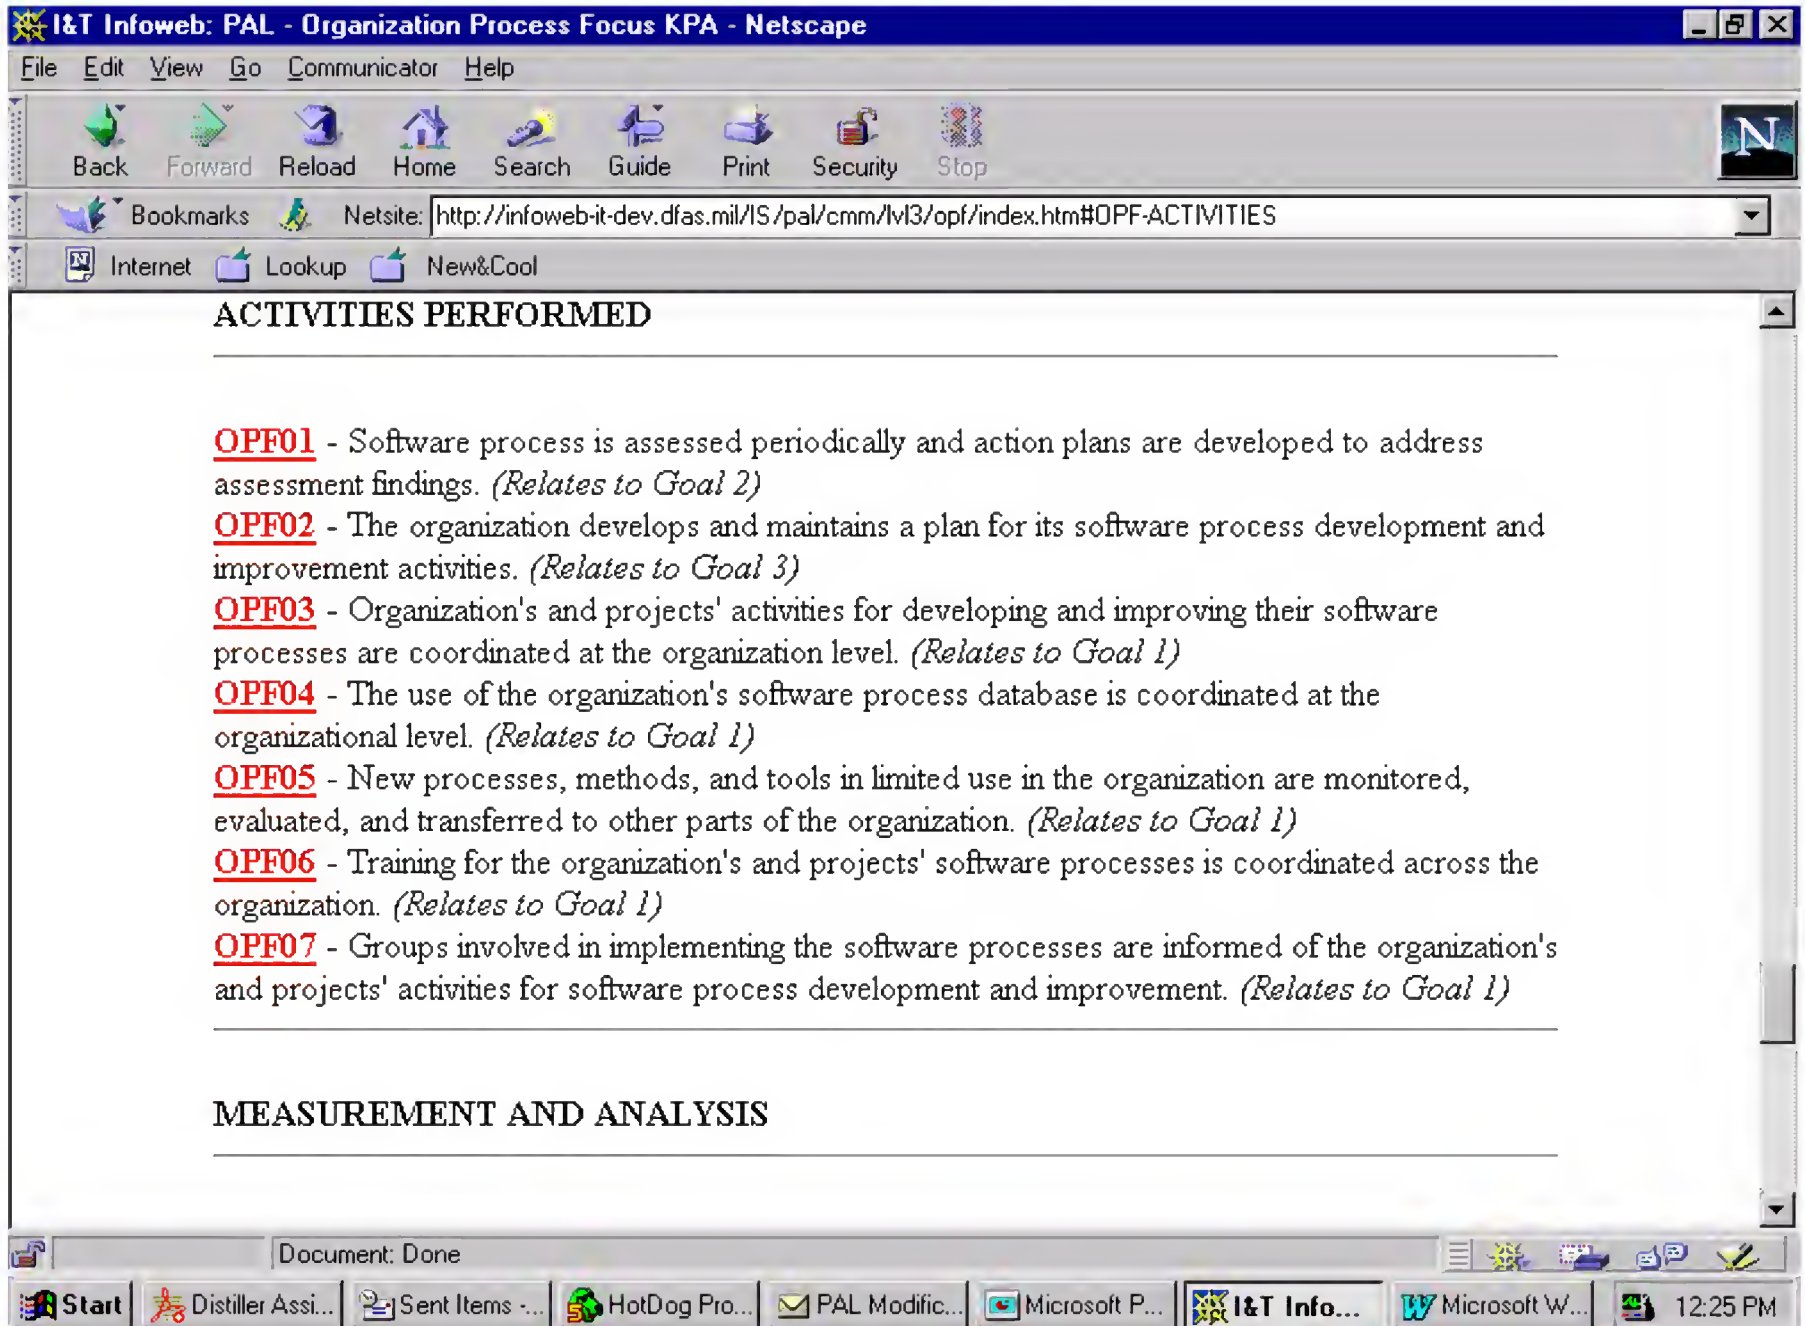 I&T Infoweb: PAL - Organization Process Focus KPA - Netscape
File Edit View Go Communicator Help
Back Forward Reload Home Search Guide Print Security Stop
N
Bookmarks Netsite: http://infoweb-it-dev.dfas.mil/IS/pal/cmm/lvl3/opf/index.htm#OPF-ACTIVITIES
Internet Lookup New&Cool
ACTIVITIES PERFORMED
OPF01 - Software process is assessed periodically and action plans are developed to address
assessment findings. (Relates to Goal 2)
OPF02 - The organization develops and maintains a plan for its software process development and
improvement activities. (Relates to Goal 3)
OPF03 - Organization's and projects' activities for developing and improving their software
processes are coordinated at the organization level. (Relates to Goal 1)
OPF04 - The use of the organization's software process database is coordinated at the
organizational level. (Relates to Goal 1)
OPF05 - New processes, methods, and tools in limited use in the organization are monitored,
evaluated, and transferred to other parts of the organization. (Relates to Goal 1)
OPF06 - Training for the organization's and projects' software processes is coordinated across the
organization. (Relates to Goal 1)
OPF07 - Groups involved in implementing the software processes are informed of the organization's
and projects' activities for software process development and improvement. (Relates to Goal 1)
MEASUREMENT AND ANALYSIS
Document: Done
Start Distiller Assi... Sent Items -... HotDog Pro... PAL Modific... Microsoft P... I&T Info... Microsoft W... 12:25 PM